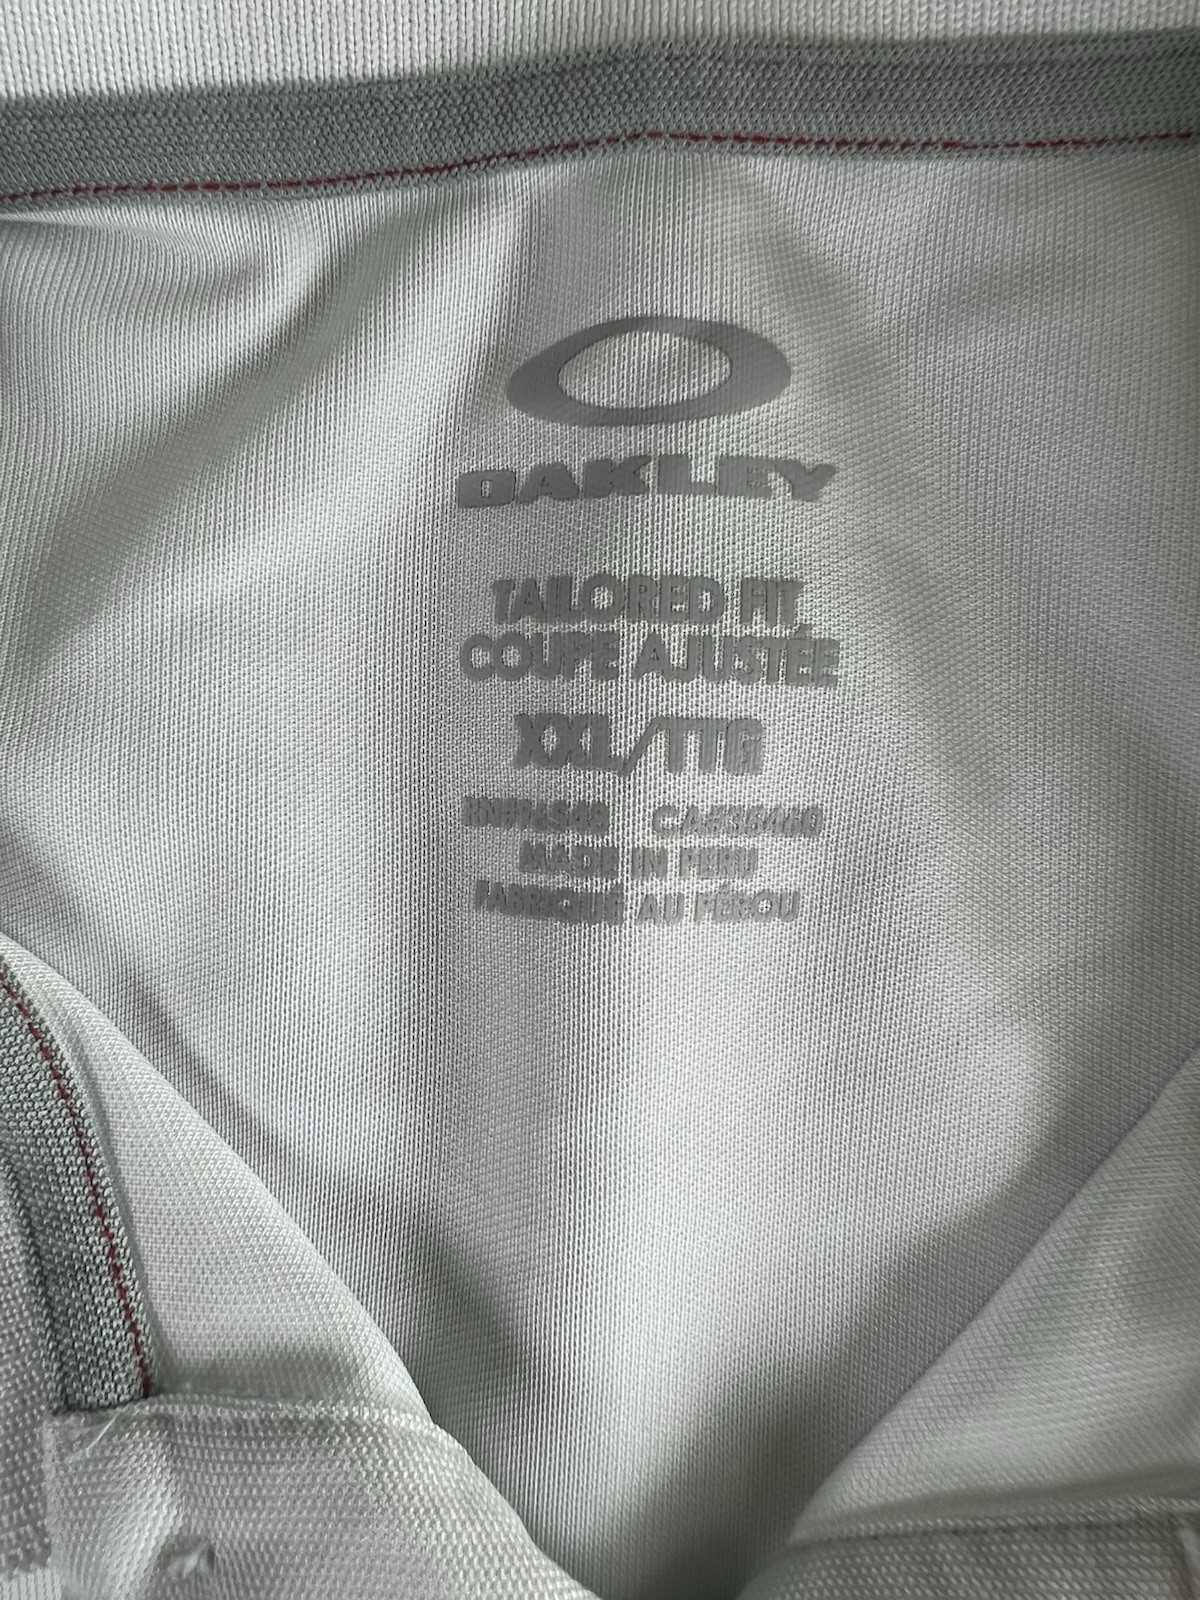 OAKLEY
TAILORED FIT
COUPE AJUSTÉE
XXL/TTG
MADE IN PERU
FABRIQUÉ AU PÉROU